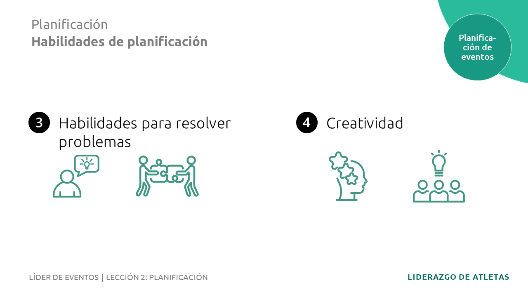 Planificación
Habilidades de planificación
Planifica-
ción de
eventos
3 Habilidades para resolver
problemas
4 Creatividad
LÍDER DE EVENTOS | LECCIÓN 2: PLANIFICACIÓN
LIDERAZGO DE ATLETAS